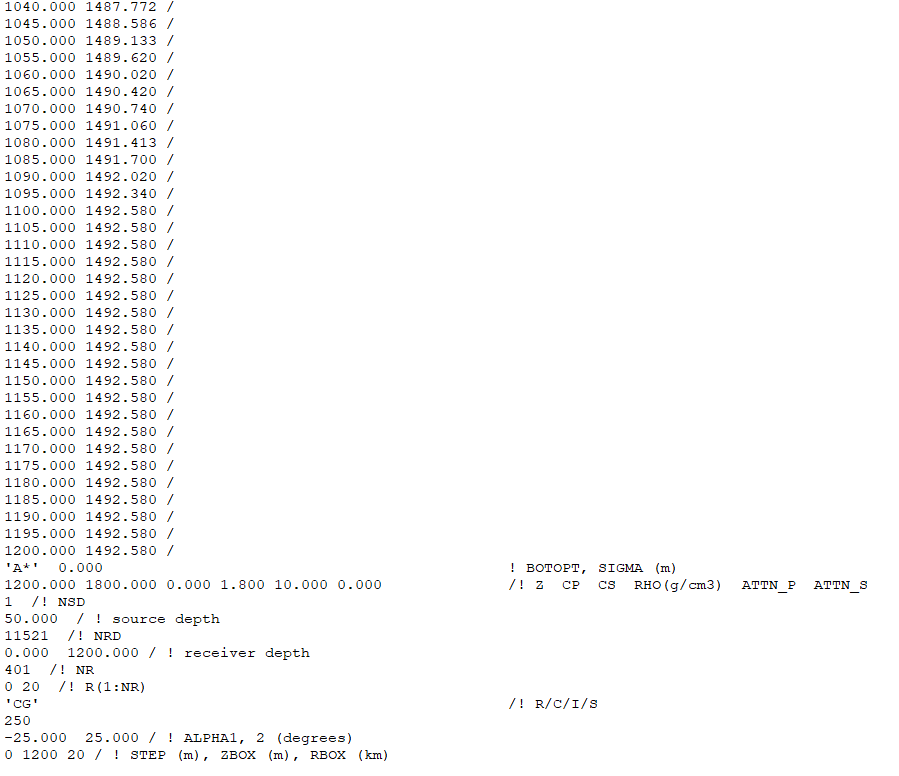 1040.000 1487.772 /
1045.000 1488.586 /
1050.000 1489.133 /
1055.000 1489.620 /
1060.000 1490.020 /
1065.000 1490.420 /
1070.000 1490.740 /
1075.000 1491.060 /
1080.000 1491.413 /
1085.000 1491.700 /
1090.000 1492.020 /
1095.000 1492.340 /
1100.000 1492.580 /
1105.000 1492.580 /
1110.000 1492.580 /
1115.000 1492.580 /
1120.000 1492.580 /
1125.000 1492.580 /
1130.000 1492.580 /
1135.000 1492.580 /
1140.000 1492.580 /
1145.000 1492.580 /
1150.000 1492.580 /
1155.000 1492.580 /
1160.000 1492.580 /
1165.000 1492.580 /
1170.000 1492.580 /
1175.000 1492.580 /
1180.000 1492.580 /
1185.000 1492.580 /
1190.000 1492.580 /
1195.000 1492.580 /
1200.000 1492.580 /
'A*'  0.000 ! BOTOPT, SIGMA (m)
1200.000 1800.000 0.000 1.800 10.000 0.000 /! Z  CP  CS  RHO(g/cm3)  ATTN_P  ATTN_S
1  /! NSD
50.000  / ! source depth
11521  /! NRD
0.000  1200.000 / ! receiver depth
401  /! NR
0 20  /! R(1:NR)
'CG' /! R/C/I/S
250
-25.000  25.000 / ! ALPHA1, 2 (degrees)
0 1200 20 / ! STEP (m), ZBOX (m), RBOX (km)